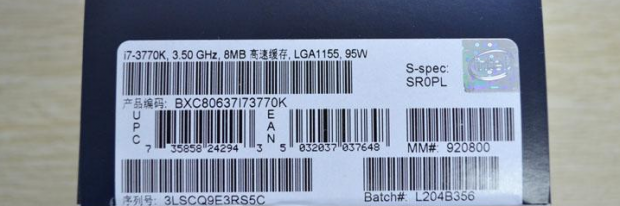 i7-3770K, 3.50 GHz, 8MB 高速缓存, LGA1155, 95W
S-spec:
SR0PL
产品编码: BXC80637I73770K
UPC
7 35858 24294 3
EAN
5 032037 037648
MM#: 920800
序列号: 3LSCQ9E3RS5C
Batch#: L204B356